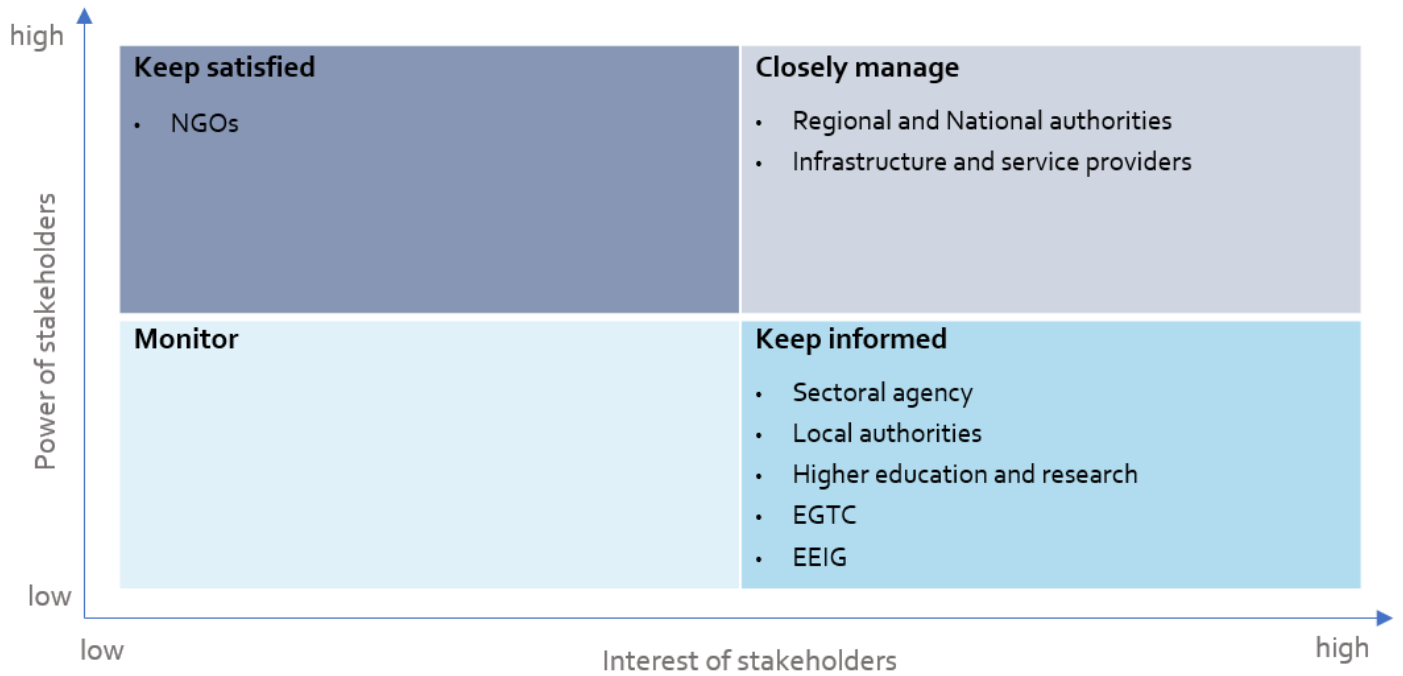 high
Power of stakeholders
low
Keep satisfied
• NGOs
Closely manage
• Regional and National authorities
• Infrastructure and service providers
Monitor
Keep informed
• Sectoral agency
• Local authorities
• Higher education and research
• EGTC
• EEIG
low
Interest of stakeholders
high